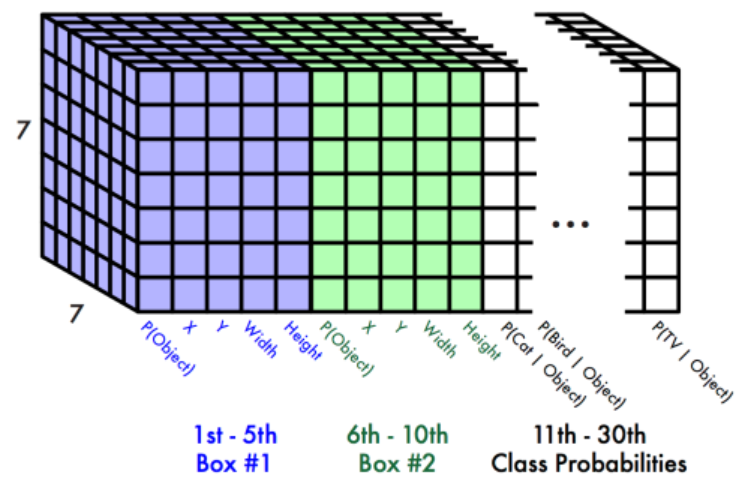 7
7
...
P(Object)
X
Y
Width
Height
P(Object)
X
Y
Width
Height
P(Cat | Object)
P(Bird | Object)
P(TV | Object)
1st - 5th
Box #1
6th - 10th
Box #2
11th - 30th
Class Probabilities